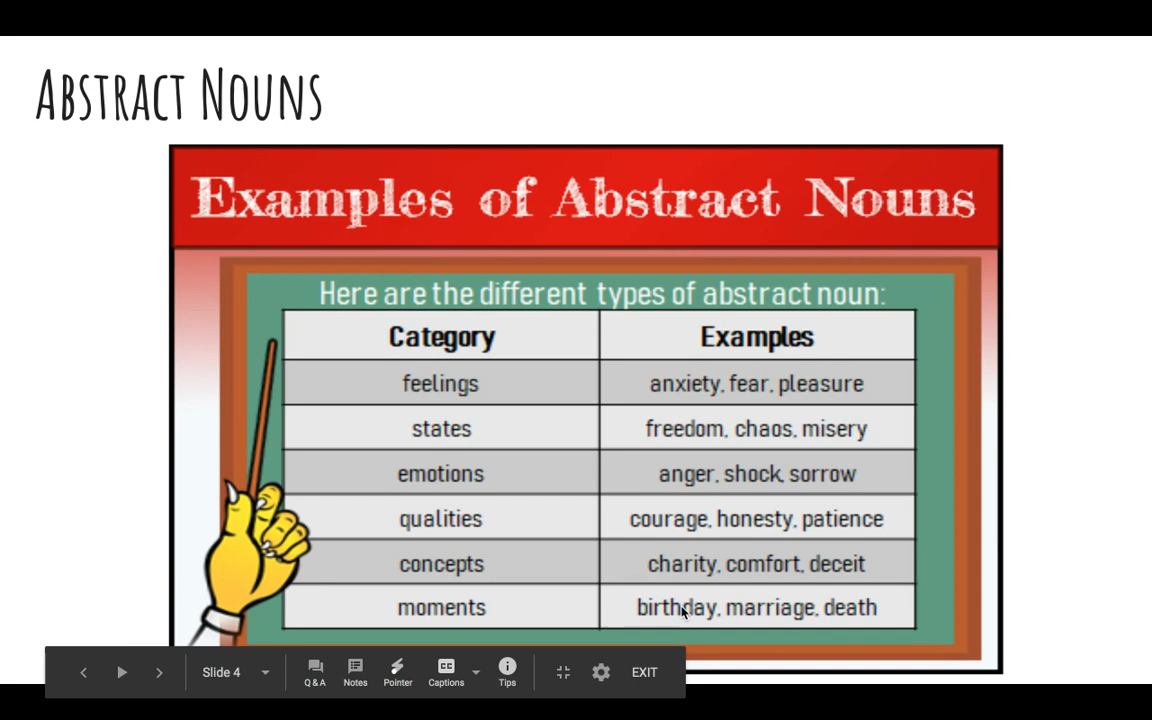 Abstract Nouns
Examples of Abstract Nouns
Here are the different types of abstract noun:
Category Examples
feelings anxiety, fear, pleasure
states freedom, chaos, misery
emotions anger, shock, sorrow
qualities courage, honesty, patience
concepts charity, comfort, deceit
moments birthday, marriage, death
Slide 4 Q & A Notes Pointer CC Captions Tips EXIT